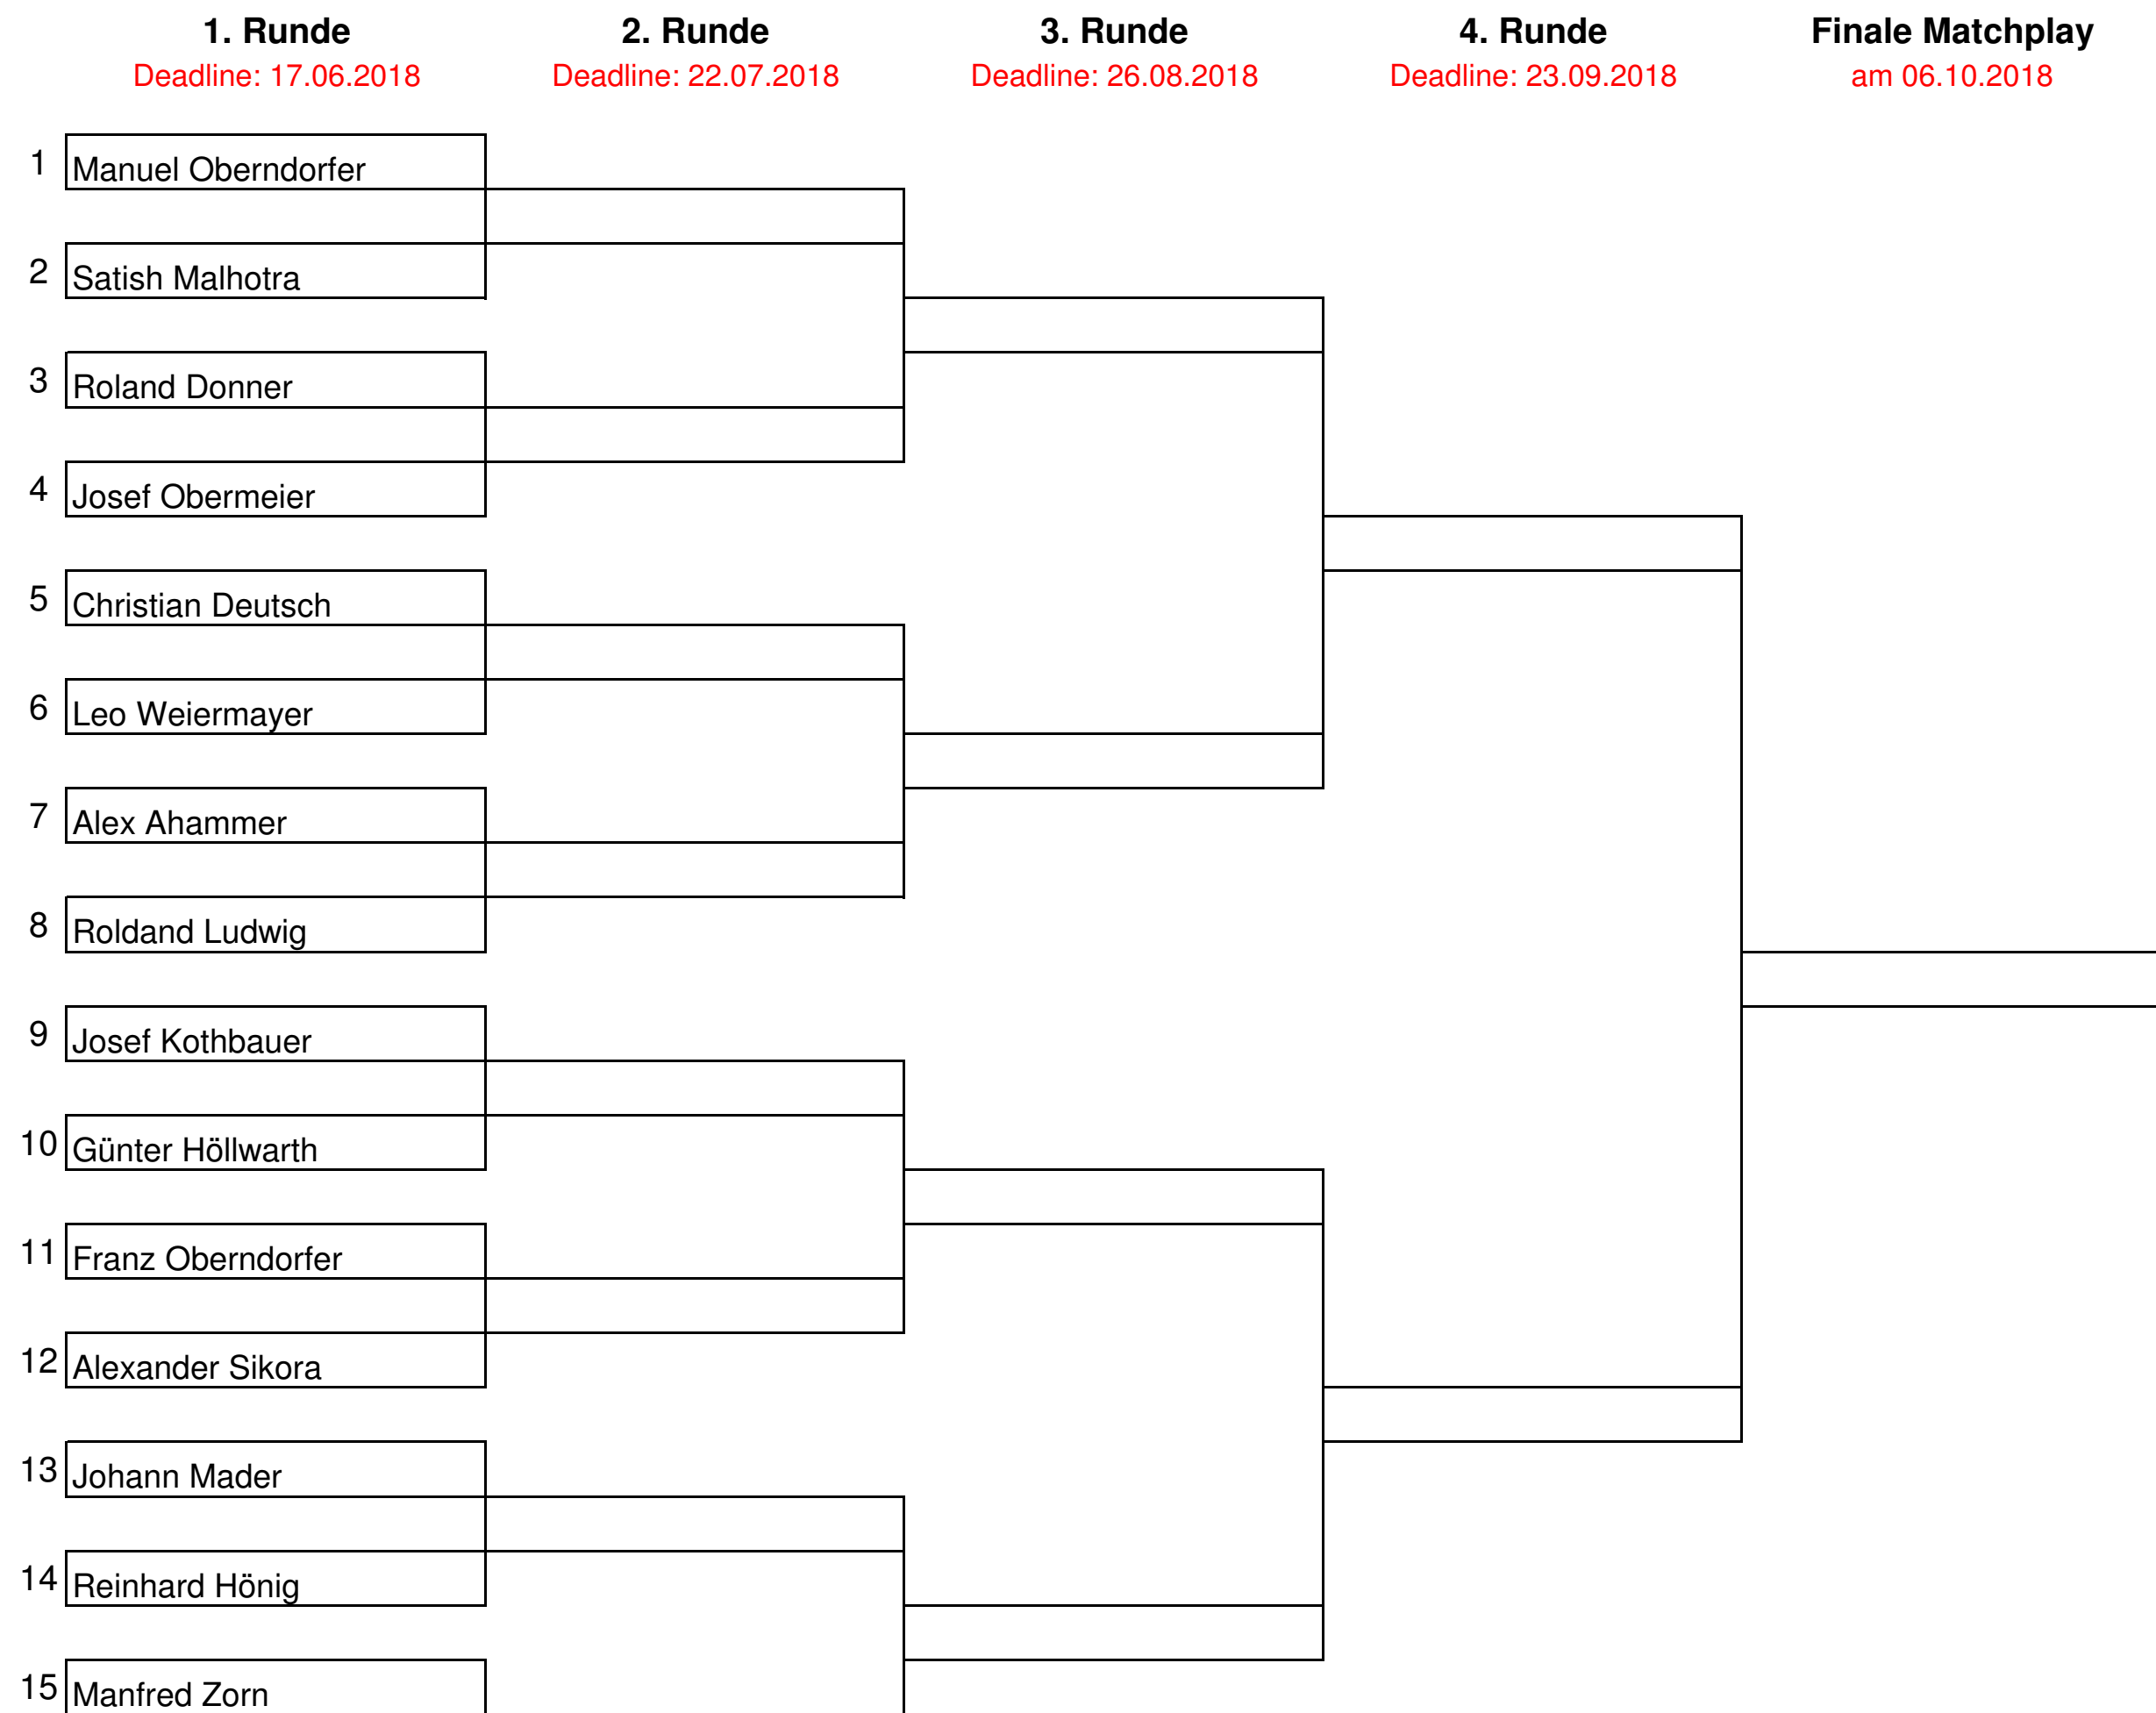 1. Runde 2. Runde 3. Runde 4. Runde Finale Matchplay
Deadline: 17.06.2018 Deadline: 22.07.2018 Deadline: 26.08.2018 Deadline: 23.09.2018 am 06.10.2018
1 Manuel Oberndorfer
2 Satish Malhotra
3 Roland Donner
4 Josef Obermeier
5 Christian Deutsch
6 Leo Weiermayer
7 Alex Ahammer
8 Roldand Ludwig
9 Josef Kothbauer
10 Günter Höllwarth
11 Franz Oberndorfer
12 Alexander Sikora
13 Johann Mader
14 Reinhard Hönig
15 Manfred Zorn